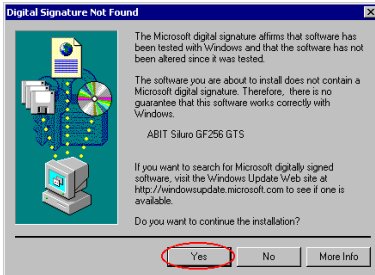 Digital Signature Not Found
The Microsoft digital signature affirms that software has
been tested with Windows and that the software has not
been altered since it was tested.
The software you are about to install does not contain a
Microsoft digital signature. Therefore, there is no
guarantee that this software works correctly with
Windows.
ABIT Siluro GF256 GTS
If you want to search for Microsoft digitally signed
software, visit the Windows Update Web site at
http://windowsupdate.microsoft.com to see if one is
available.
Do you want to continue the installation?
Yes No More Info